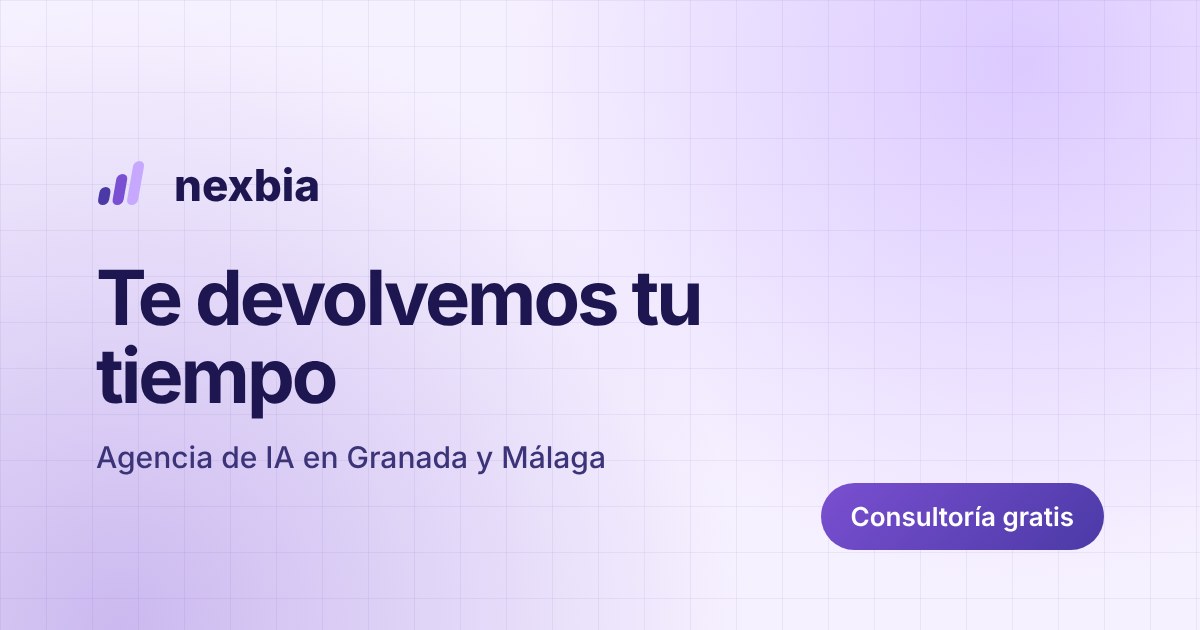 nexbia
Te devolvemos tu
tiempo
Agencia de IA en Granada y Málaga
Consultoría gratis